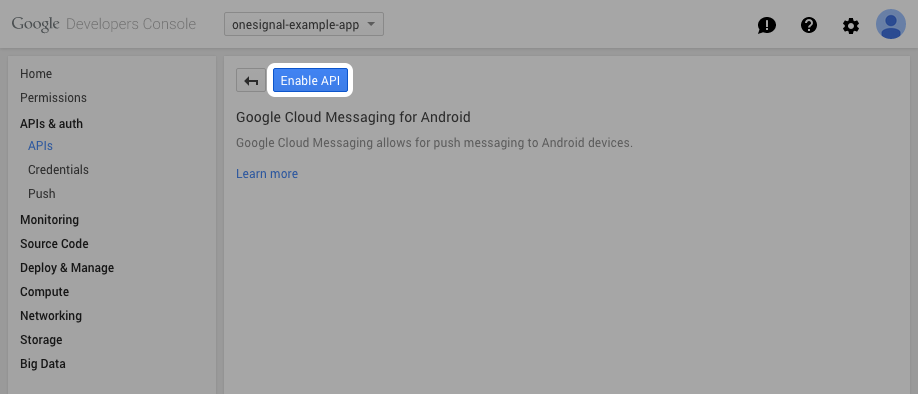 Google Developers Console
onesignal-example-app
Home
Permissions
APIs & auth
APIs
Credentials
Push
Monitoring
Source Code
Deploy & Manage
Compute
Networking
Storage
Big Data
Enable API
Google Cloud Messaging for Android
Google Cloud Messaging allows for push messaging to Android devices.
Learn more